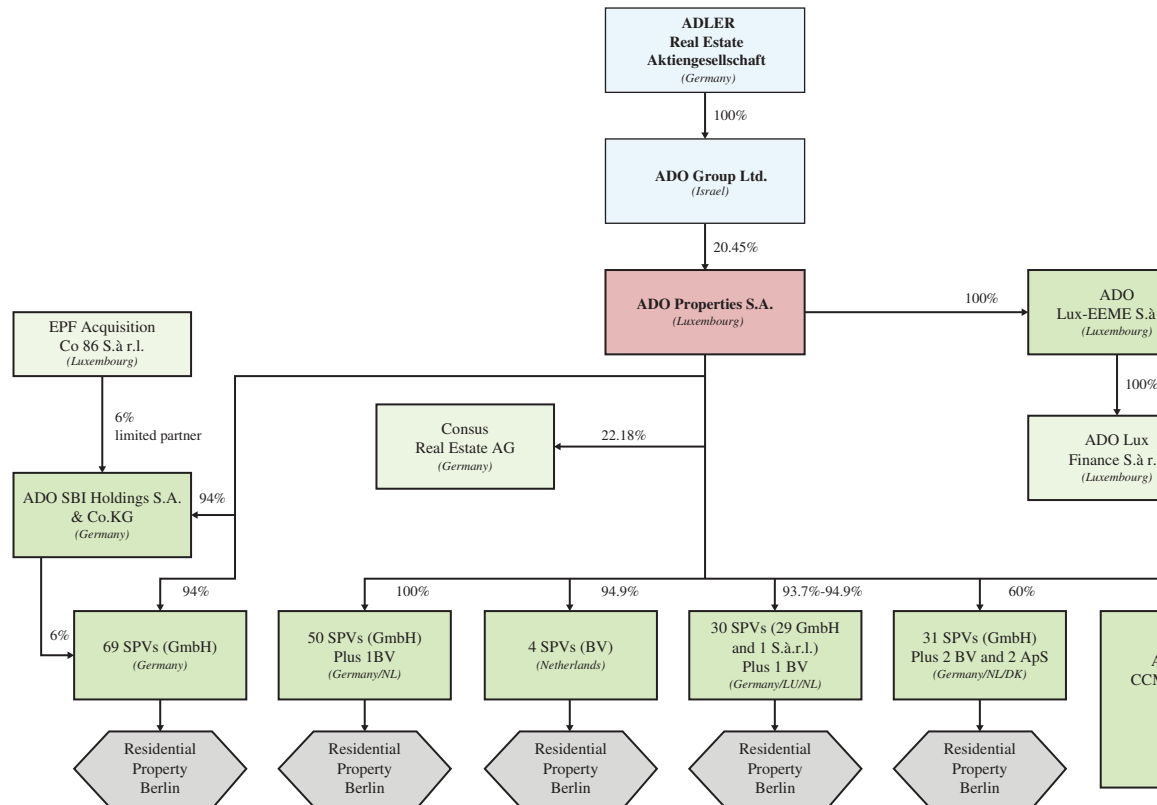 ADLER
Real Estate
Aktiengesellschaft
(Germany)
100%
ADO Group Ltd.
(Israel)
20.45%
ADO Properties S.A.
(Luxembourg)
100%
ADO
Lux-EEME S.à
(Luxembourg)
100%
ADO Lux
Finance S.à r.
(Luxembourg)
EPF Acquisition
Co 86 S.à r.l.
(Luxembourg)
6%
limited partner
Consus
Real Estate AG
(Germany)
22.18%
ADO SBI Holdings S.A.
& Co.KG
(Germany)
94%
94%
6%
69 SPVs (GmbH)
(Germany)
100%
50 SPVs (GmbH)
Plus 1BV
(Germany/NL)
94.9%
4 SPVs (BV)
(Netherlands)
93.7%-94.9%
30 SPVs (29 GmbH
and 1 S.à.r.l.)
Plus 1 BV
(Germany/LU/NL)
60%
31 SPVs (GmbH)
Plus 2 BV and 2 ApS
(Germany/NL/DK)
CCM
Residential
Property
Berlin
Residential
Property
Berlin
Residential
Property
Berlin
Residential
Property
Berlin
Residential
Property
Berlin